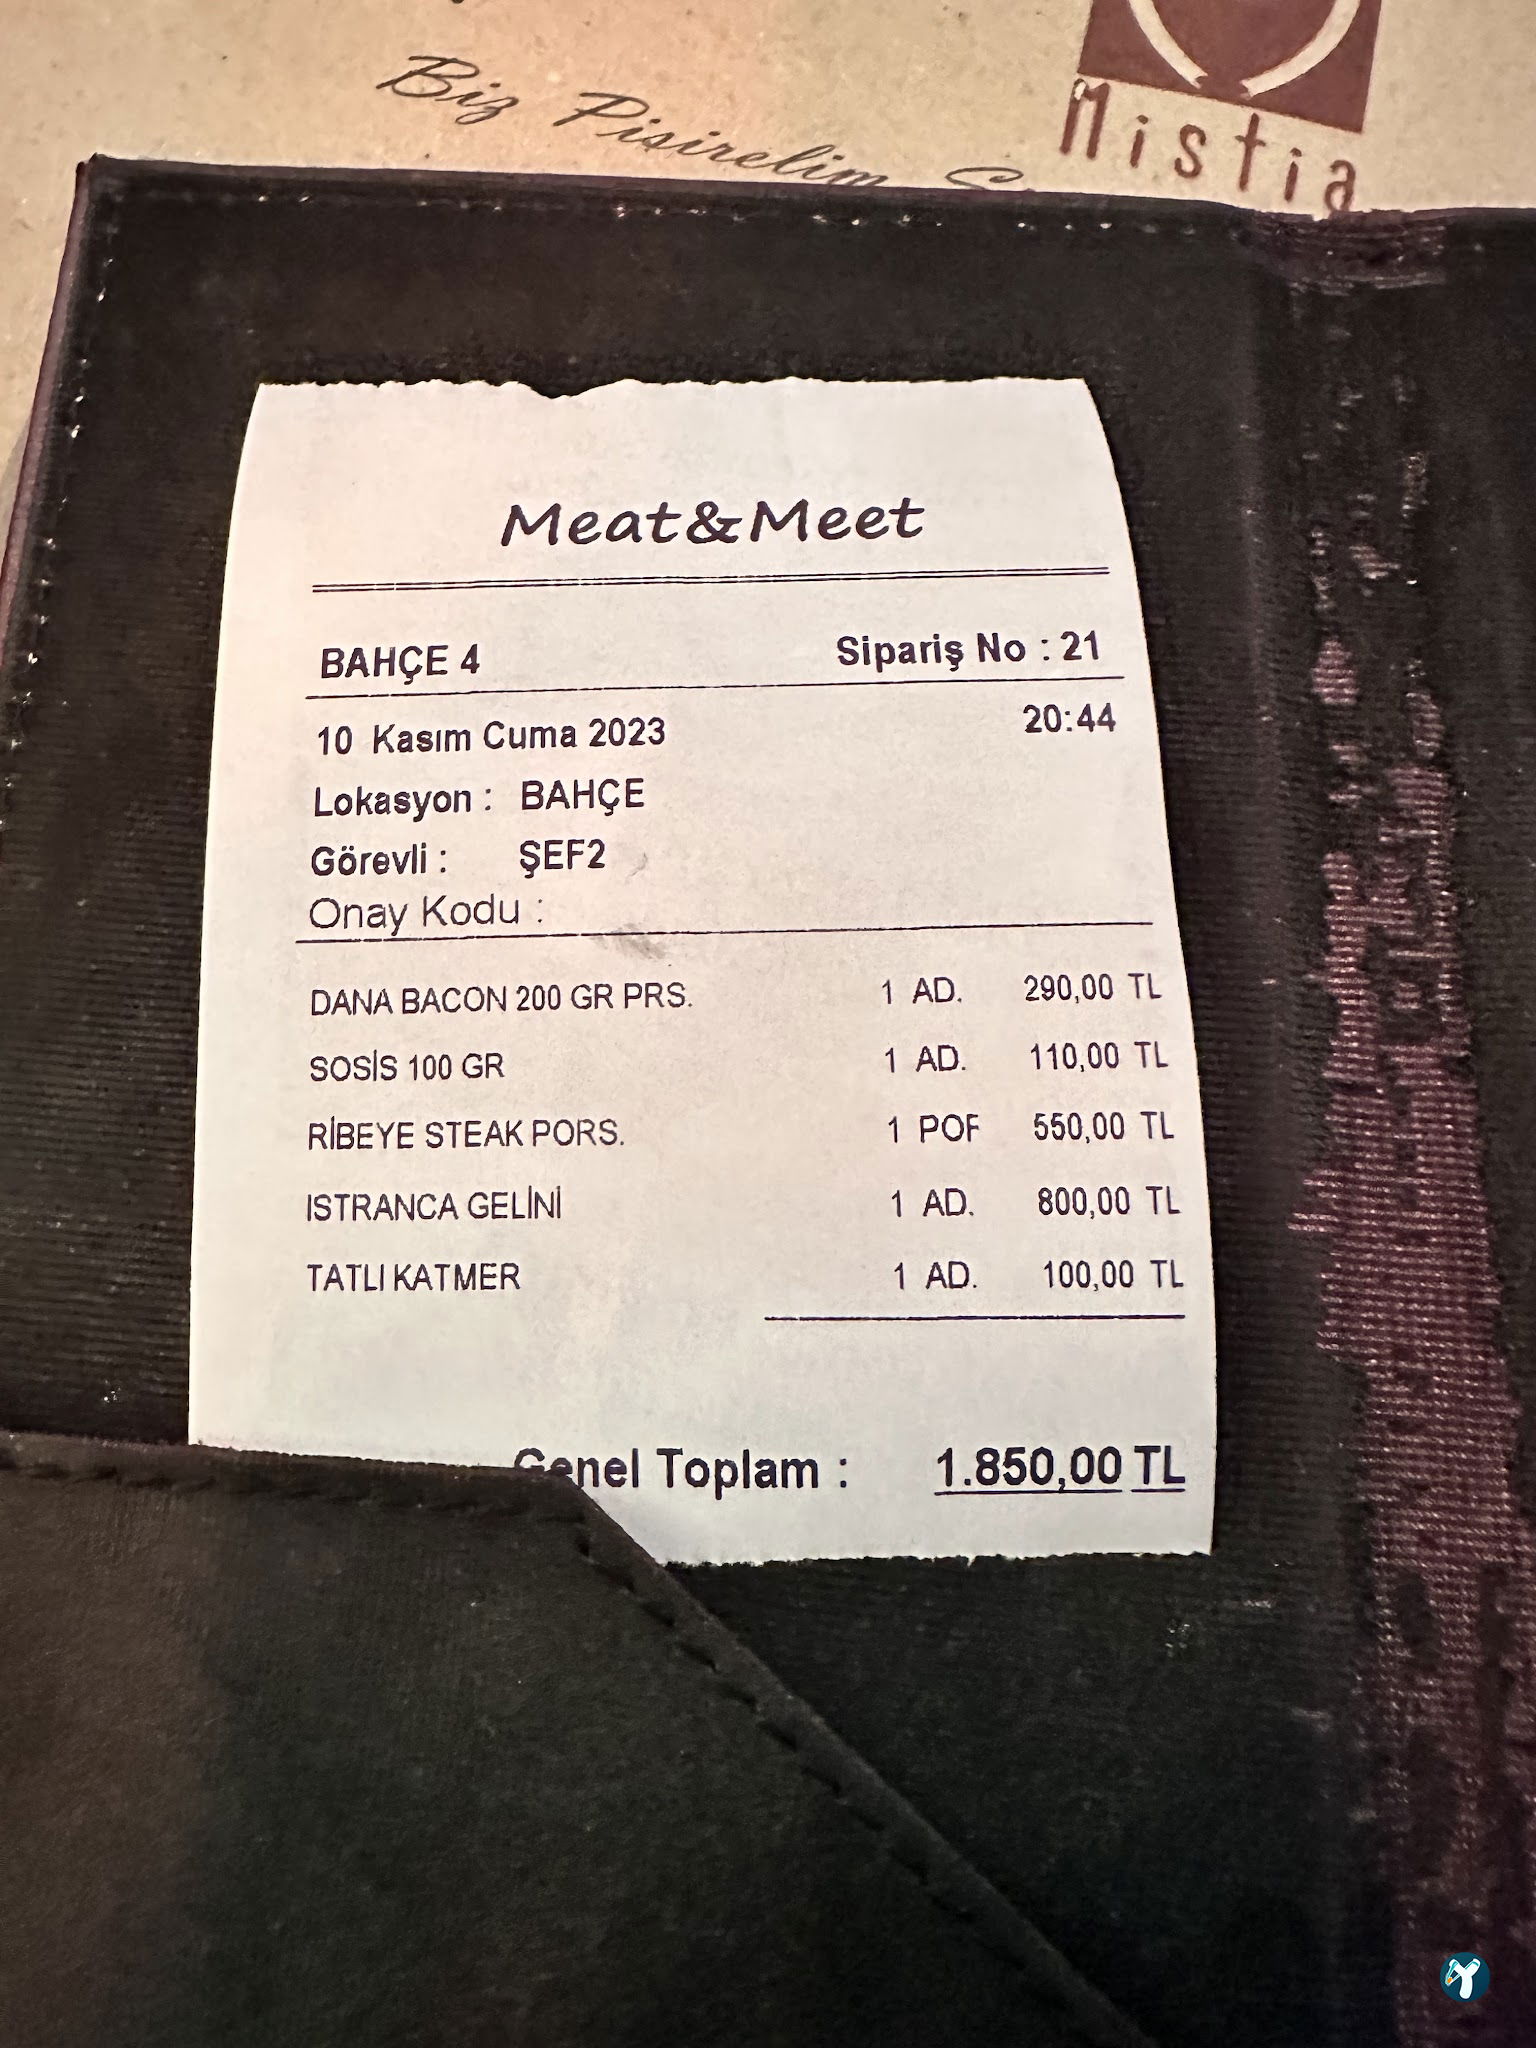 Biz Pisirelim
Mistia
Meat&Meet
BAHÇE 4 Sipariş No : 21
10 Kasım Cuma 2023 20:44
Lokasyon : BAHÇE
Görevli : ŞEF2
Onay Kodu :
DANA BACON 200 GR PRS. 1 AD. 290,00 TL
SOSİS 100 GR 1 AD. 110,00 TL
RİBEYE STEAK PORS. 1 POF 550,00 TL
ISTRANCA GELİNİ 1 AD. 800,00 TL
TATLI KATMER 1 AD. 100,00 TL
Genel Toplam : 1.850,00 TL